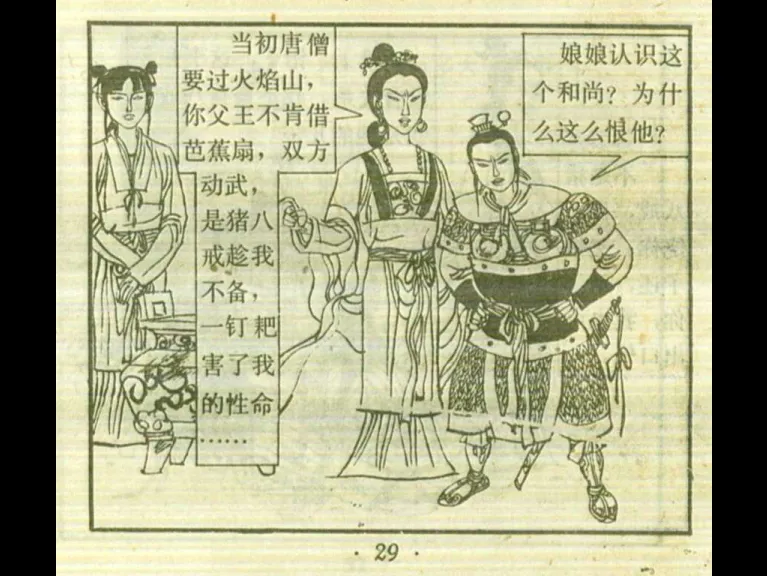 当初唐僧
要过火焰山，
你父王不肯借
芭蕉扇，双方
动武，
是猪八
戒趁我
不备，
一钉耙
害了我
的性命
……
娘娘认识这
个和尚？为什
么这么恨他？
·29·